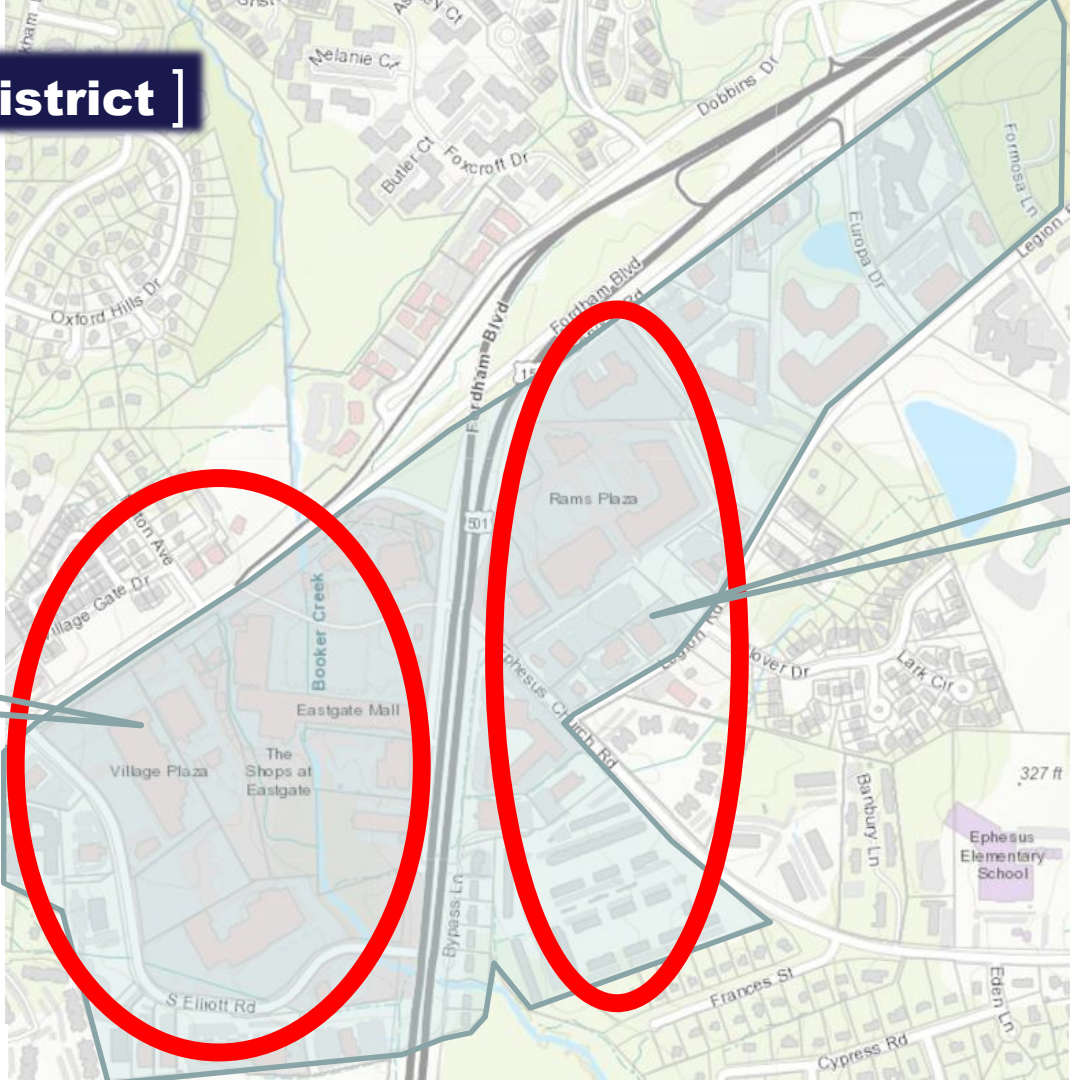 istrict ]
Melanie Ct
Butler Ct
Foxcroft Dr
Dobbins Dr
Formosa Ln
Legion
Europa Dr
Oxford Hills Dr
Fordham Blvd
Fordham Blvd
Rd
15
501
Rams Plaza
Village Gate Dr
Booker Creek
Legion Rd
Lark Cir
Ephesus Church Rd
Eastgate Mall
The
Shops at
Eastgate
Village Plaza
327 ft
Banbury Ln
Ephesus
Elementary
School
Bypass Ln
S Elliott Rd
Frances St
Eden Ln
Cypress Rd